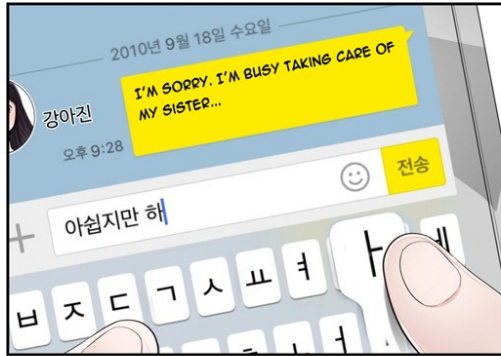 2010년 9월 18일 수요일
강아진
I'M SORRY. I'M BUSY TAKING CARE OF
MY SISTER...
오후 9:28
아쉽지만 하
전송
ㅂ ㅈ ㄷ ㄱ ㅅ ㅛ ㅕ ㅏ ㅔ